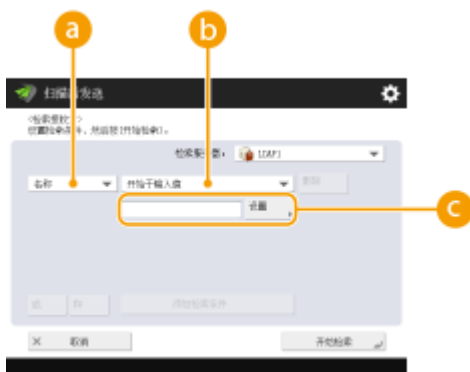 a
b
扫描后发送
<检索条件>
设置检索条件，然后按[开始检索]。
检索服务器： LDAP1
名称 开始于输入值 删除
设置
c
或 和 添加检索条件
取消 开始检索